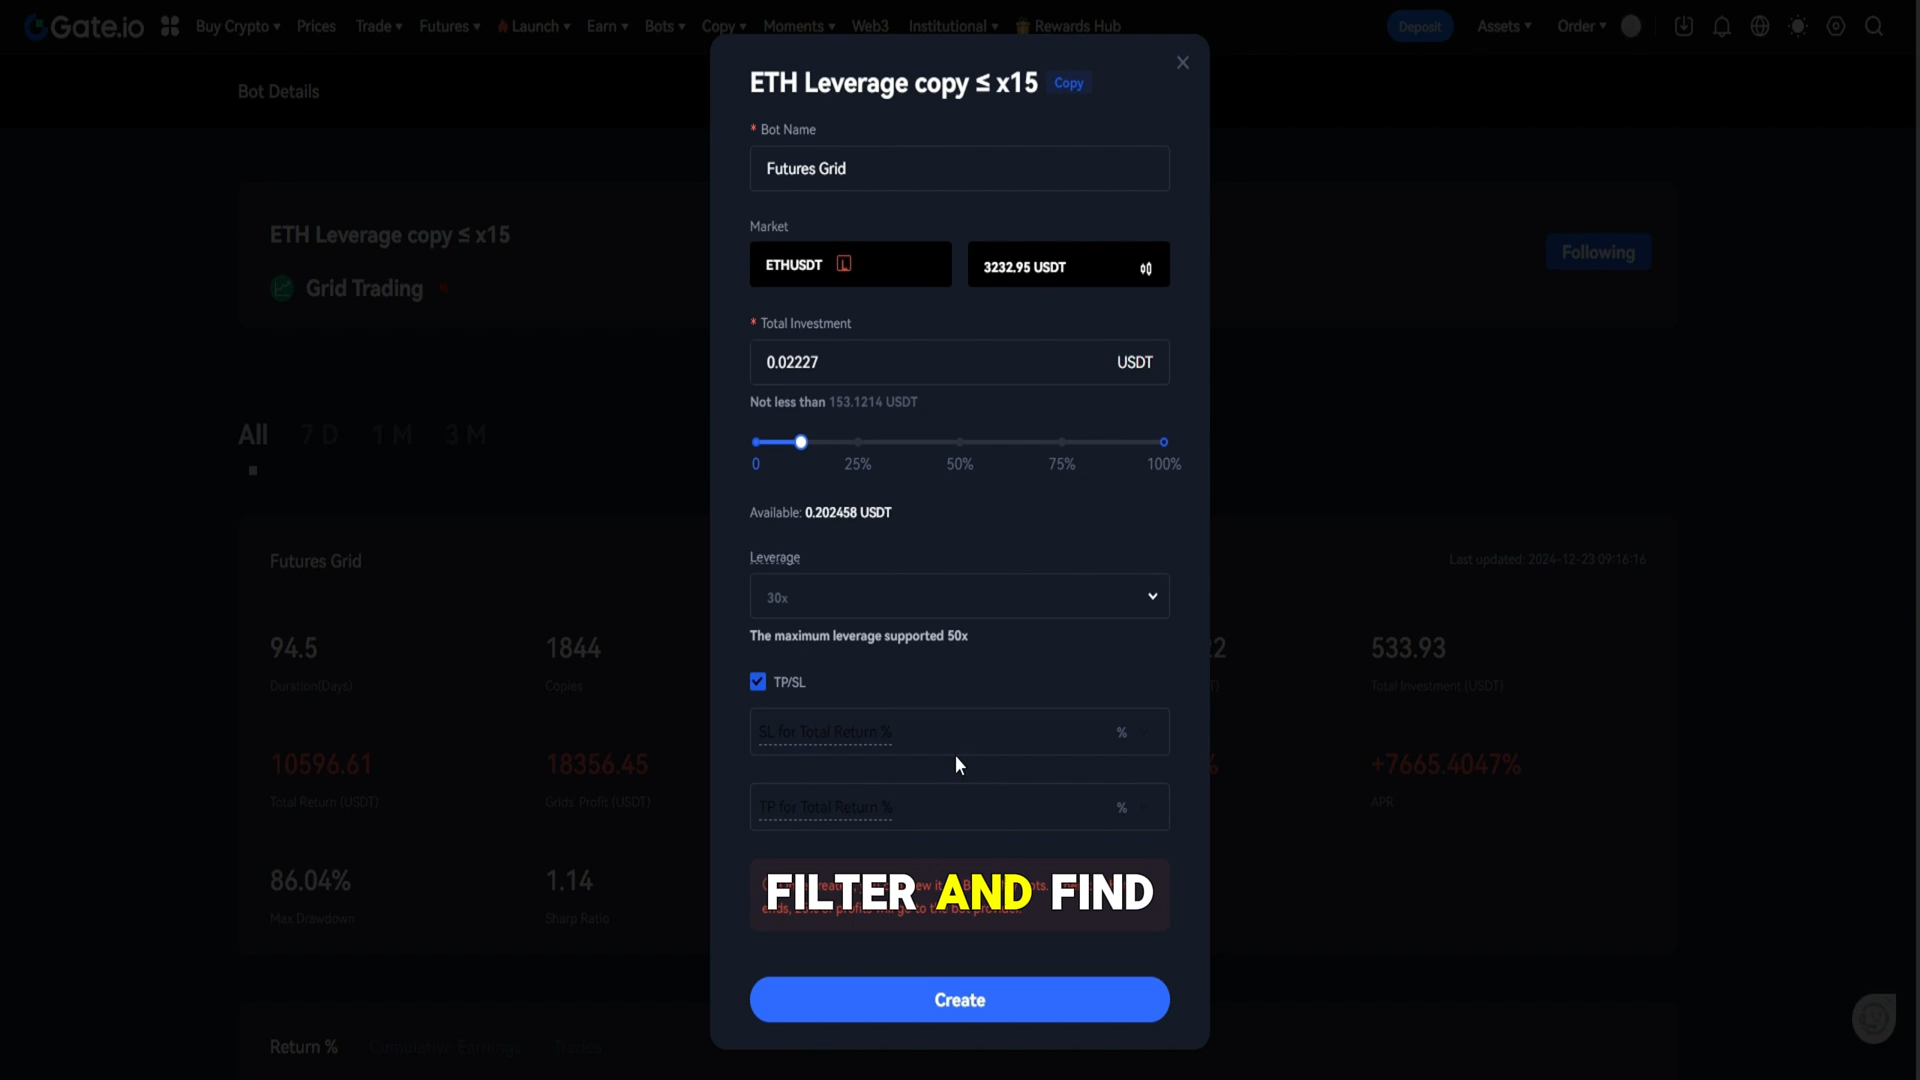 Gate.io Buy Crypto Prices Trade Futures Launch Earn Bots Copy Moments Web3 Institutional Rewards Hub Deposit Assets Order
Bot Details
ETH Leverage copy ≤ x15 Copy
* Bot Name
Futures Grid
Market
ETHUSDT L 3232.95 USDT
* Total Investment
0.02227 USDT
Not less than 153.1214 USDT
0 25% 50% 75% 100%
Available: 0.202458 USDT
Leverage
30x
The maximum leverage supported 50x
TP/SL
SL for Total Return % %
TP for Total Return % %
FILTER AND FIND
Create
ETH Leverage copy ≤ x15
Grid Trading
Following
All 7 D 1 M 3 M
Futures Grid
Last updated: 2024-12-23 09:16:16
94.5 1844 533.93
Duration(Days) Copies Total Investment (USDT)
10596.61 18356.45 % +7665.4047%
Total Return (USDT) Grids Profit (USDT) APR
86.04% 1.14
Max Drawdown Sharp Ratio
Return % Cumulative Earnings Trades